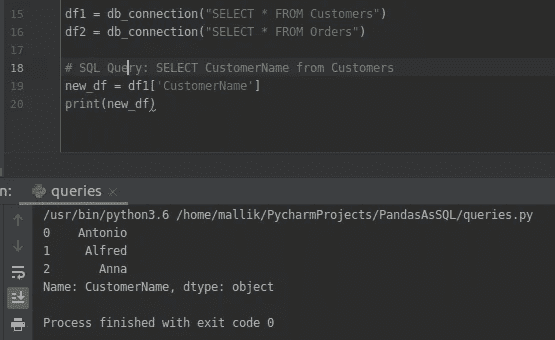 15 df1 = db_connection("SELECT * FROM Customers")
16 df2 = db_connection("SELECT * FROM Orders")
17
18 # SQL Query: SELECT CustomerName from Customers
19 new_df = df1['CustomerName']
20 print(new_df)
n: queries ×
/usr/bin/python3.6 /home/mallik/PycharmProjects/PandasAsSQL/queries.py
0    Antonio
1     Alfred
2       Anna
Name: CustomerName, dtype: object
Process finished with exit code 0